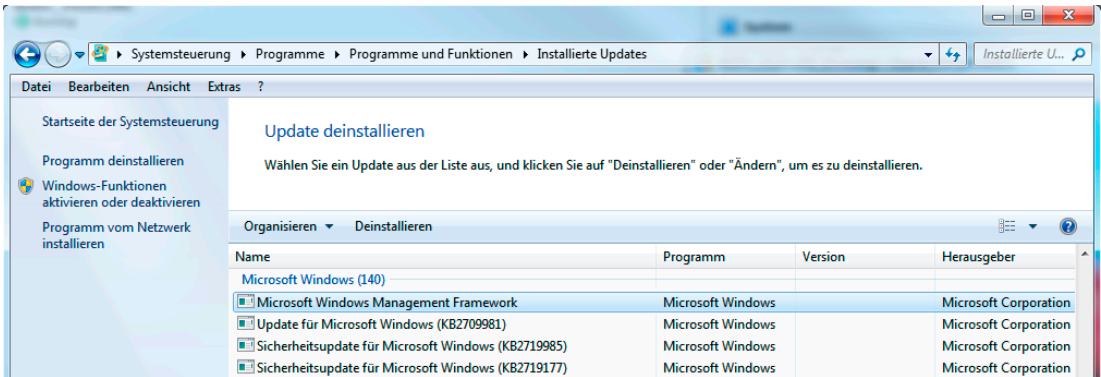 Systemsteuerung ▸ Programme ▸ Programme und Funktionen ▸ Installierte Updates
Installierte U...
Datei Bearbeiten Ansicht Extras ?
Startseite der Systemsteuerung
Programm deinstallieren
Windows-Funktionen
aktivieren oder deaktivieren
Programm vom Netzwerk
installieren
Update deinstallieren
Wählen Sie ein Update aus der Liste aus, und klicken Sie auf "Deinstallieren" oder "Ändern", um es zu deinstallieren.
Organisieren Deinstallieren
Name Programm Version Herausgeber
Microsoft Windows (140)
Microsoft Windows Management Framework Microsoft Windows Microsoft Corporation
Update für Microsoft Windows (KB2709981) Microsoft Windows Microsoft Corporation
Sicherheitsupdate für Microsoft Windows (KB2719985) Microsoft Windows Microsoft Corporation
Sicherheitsupdate für Microsoft Windows (KB2719177) Microsoft Windows Microsoft Corporation